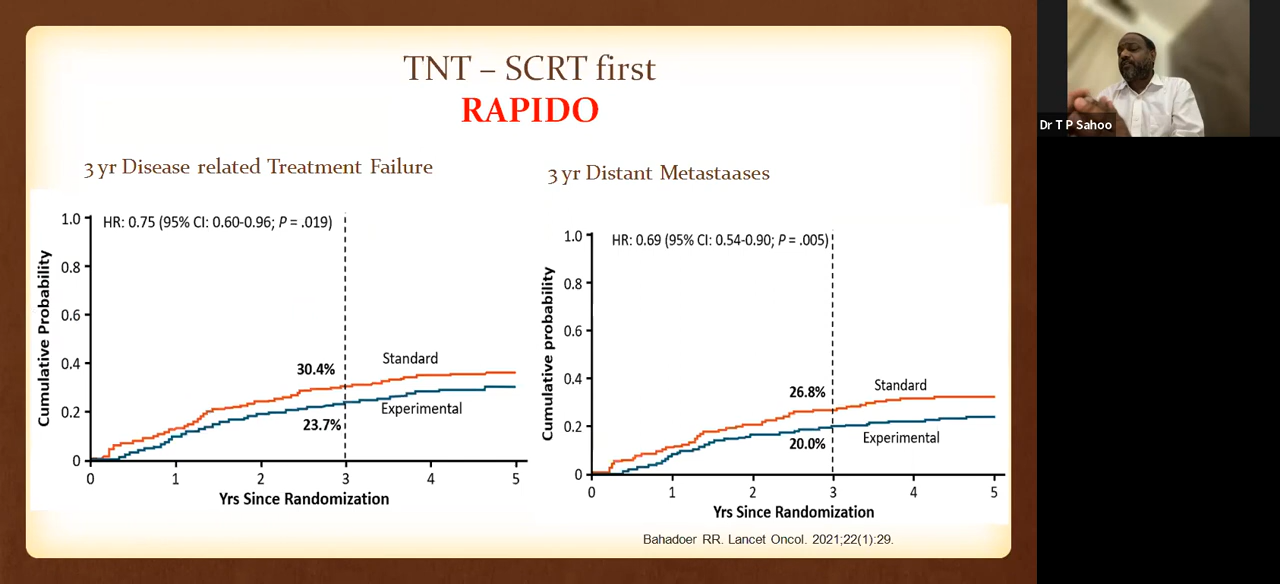 TNT – SCRT first
RAPIDO
3 yr Disease related Treatment Failure
HR: 0.75 (95% CI: 0.60-0.96; P = .019)
Cumulative Probability
1.0
0.8
0.6
0.4
0.2
0
30.4%
Standard
23.7%
Experimental
0 1 2 3 4 5
Yrs Since Randomization
3 yr Distant Metastaases
HR: 0.69 (95% CI: 0.54-0.90; P = .005)
Cumulative probability
1.0
0.8
0.6
0.4
0.2
0
26.8%
Standard
20.0%
Experimental
0 1 2 3 4 5
Yrs Since Randomization
Bahadoer RR. Lancet Oncol. 2021;22(1):29.
Dr T P Sahoo